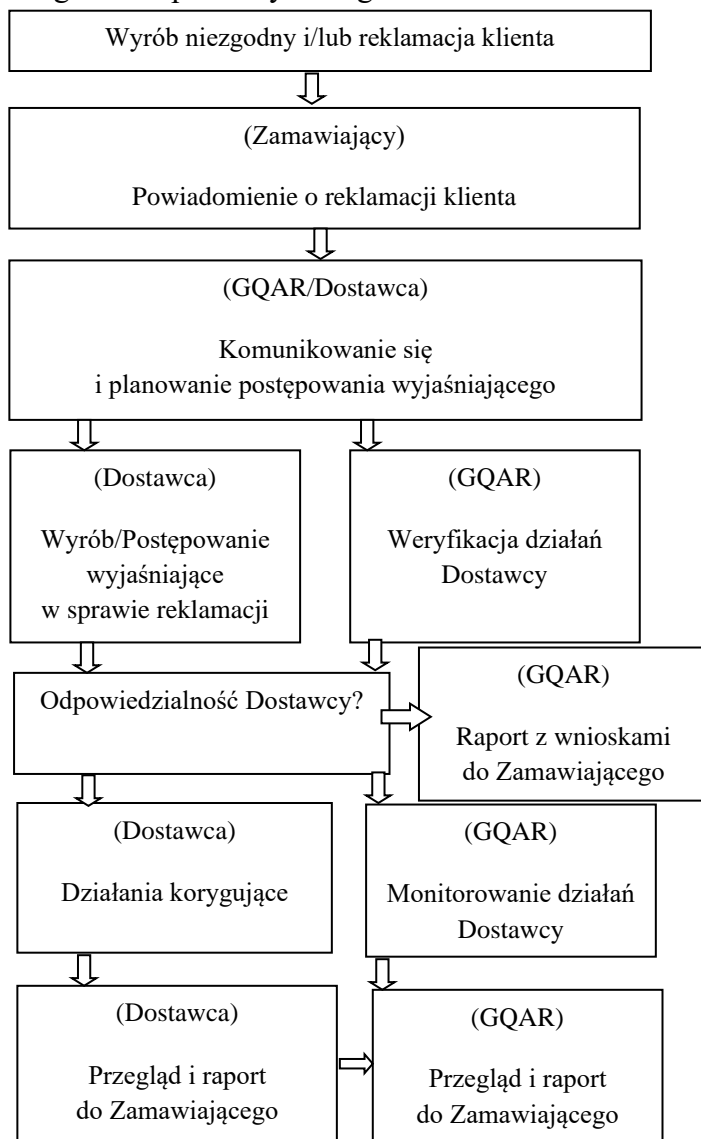 Wyrób niezgodny i/lub reklamacja klienta
(Zamawiający)
Powiadomienie o reklamacji klienta
(GQAR/Dostawca)
Komunikowanie się
i planowanie postępowania wyjaśniającego
(Dostawca)
Wyrób/Postępowanie
wyjaśniające
w sprawie reklamacji
(GQAR)
Weryfikacja działań
Dostawcy
Odpowiedzialność Dostawcy?
(GQAR)
Raport z wnioskami
do Zamawiającego
(Dostawca)
Działania korygujące
(GQAR)
Monitorowanie działań
Dostawcy
(Dostawca)
Przegląd i raport
do Zamawiającego
(GQAR)
Przegląd i raport
do Zamawiającego